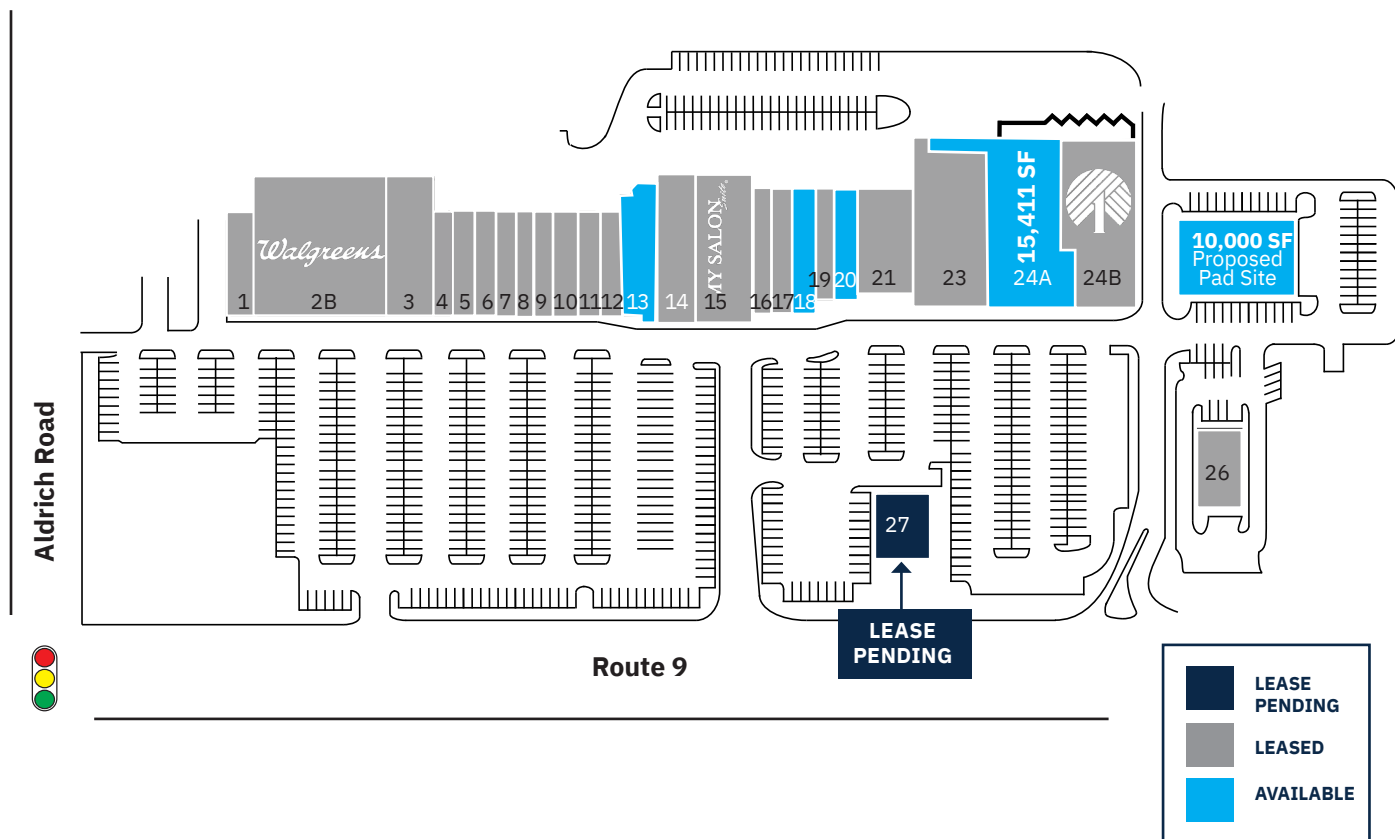 15,411 SF
10,000 SF
Proposed
Pad Site
Walgreens
MY SALON
Suite
1
2B
3
4
5
6
7
8
9
10
11
12
13
14
15
16
17
18
19
20
21
23
24A
24B
26
27
LEASE
PENDING
Aldrich Road
Route 9
LEASE
PENDING
LEASED
AVAILABLE